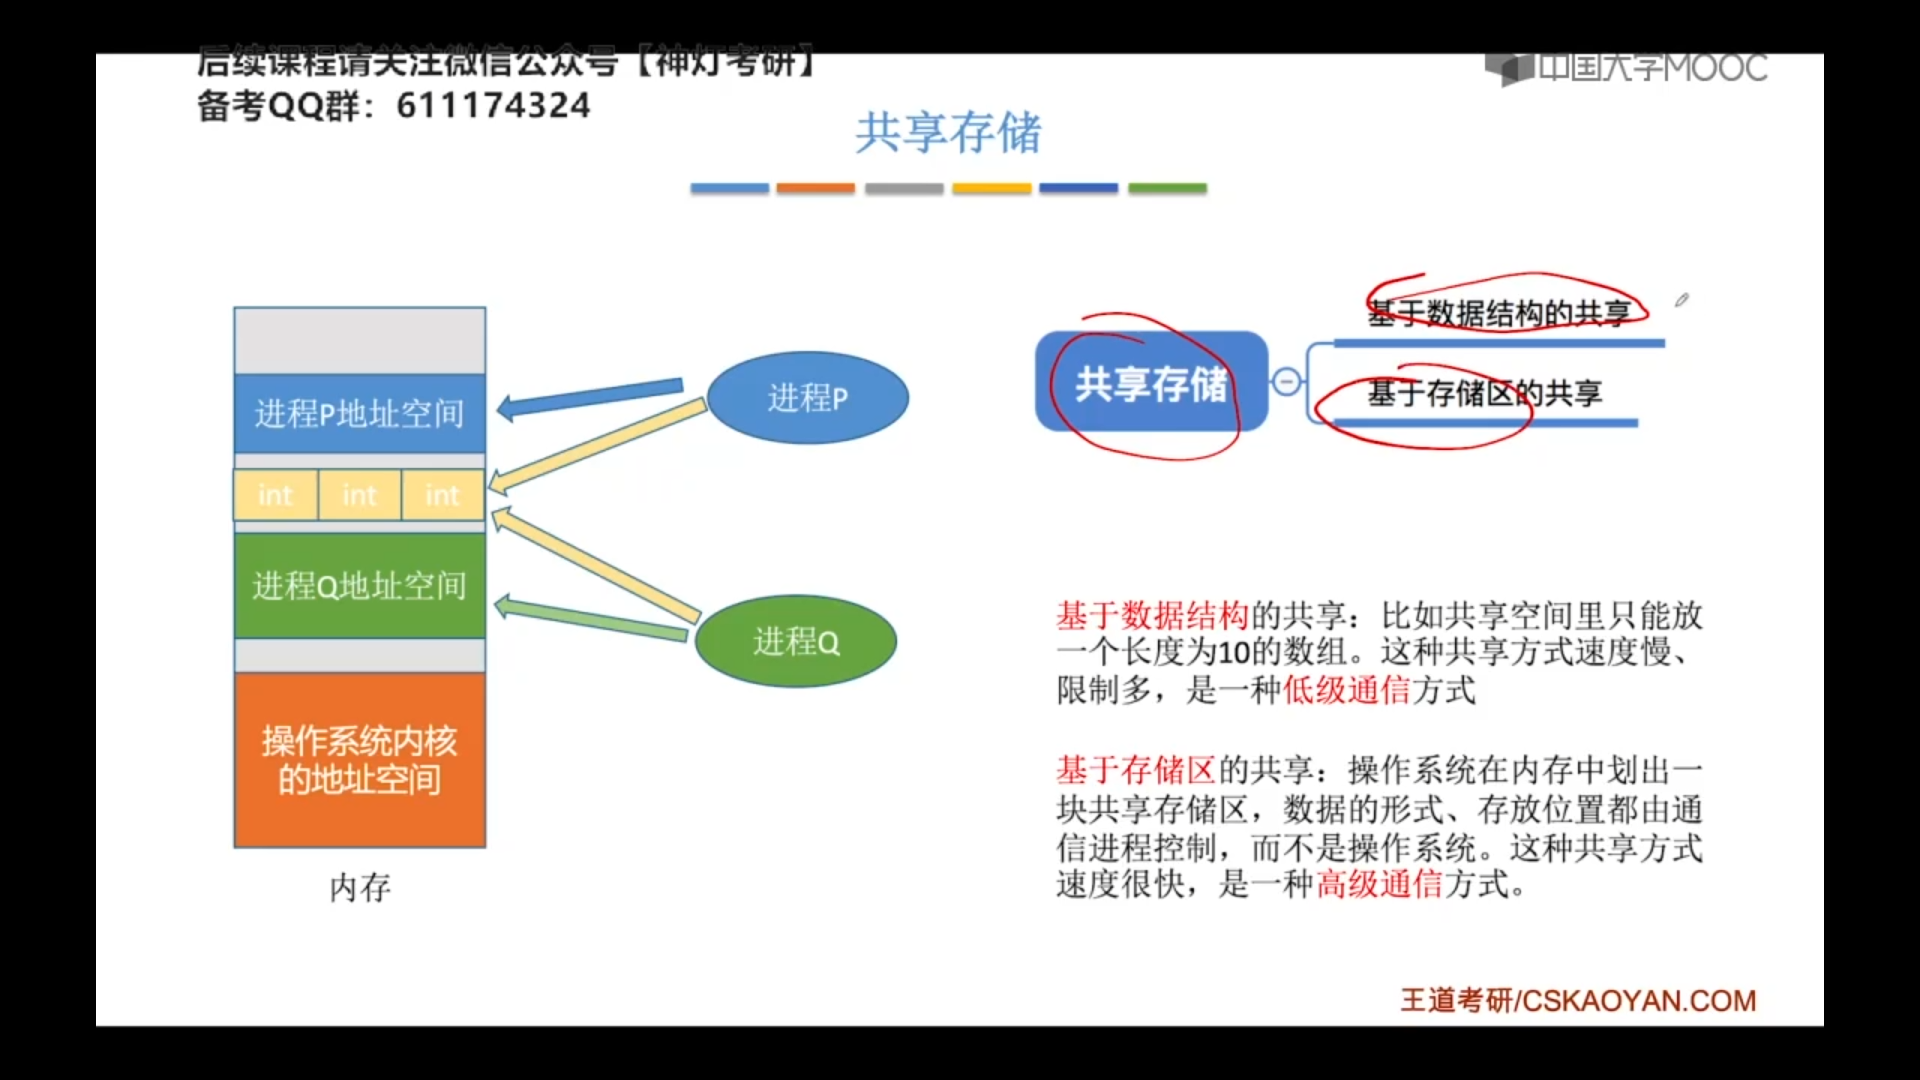 后续课程请关注微信公众号【神灯考研】
备考QQ群：611174324
中国大学MOOC
共享存储
进程P地址空间
int int int
进程Q地址空间
操作系统内核
的地址空间
内存
进程P
进程Q
共享存储
基于数据结构的共享
基于存储区的共享
基于数据结构的共享：比如共享空间里只能放
一个长度为10的数组。这种共享方式速度慢、
限制多，是一种低级通信方式
基于存储区的共享：操作系统在内存中划出一
块共享存储区，数据的形式、存放位置都由通
信进程控制，而不是操作系统。这种共享方式
速度很快，是一种高级通信方式。
王道考研/CSKAOYAN.COM